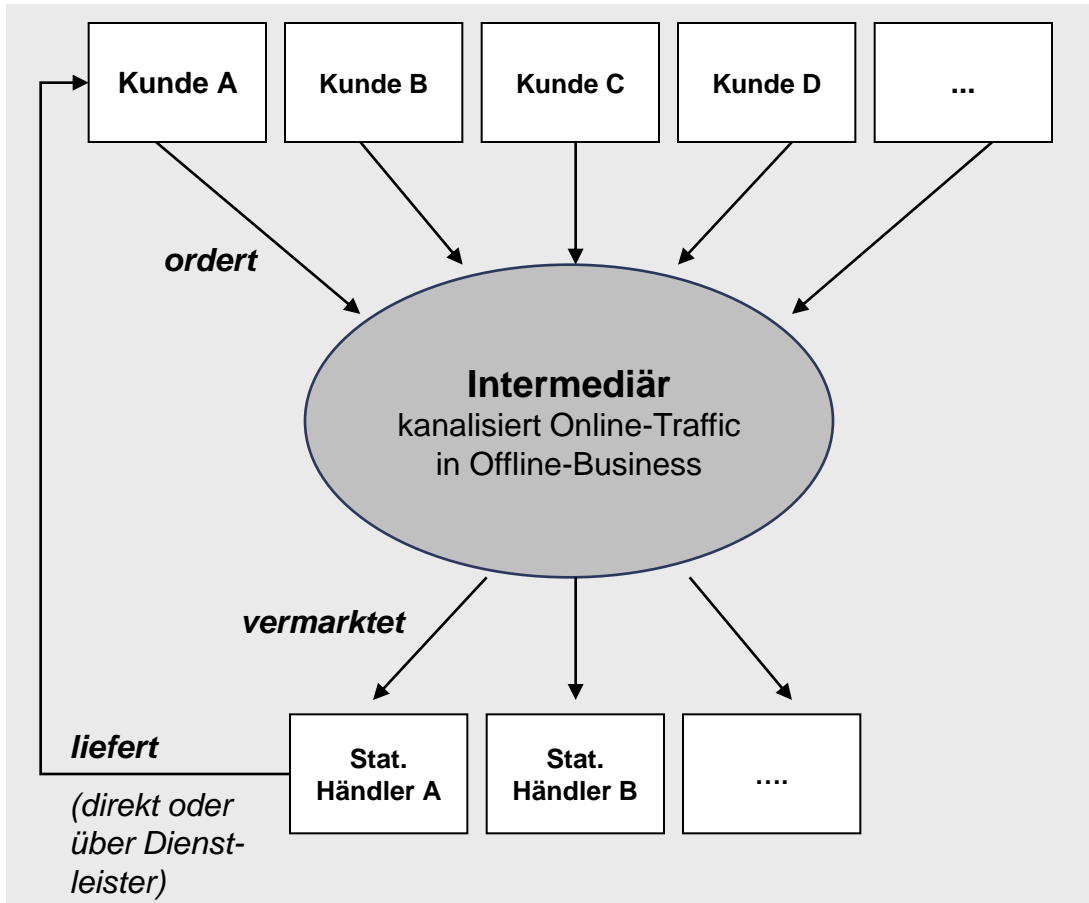 Kunde A
Kunde B
Kunde C
Kunde D
...
ordert
Intermediär
kanalisiert Online-Traffic
in Offline-Business
vermarktet
liefert
(direkt oder
über Dienst-
leister)
Stat.
Händler A
Stat.
Händler B
....